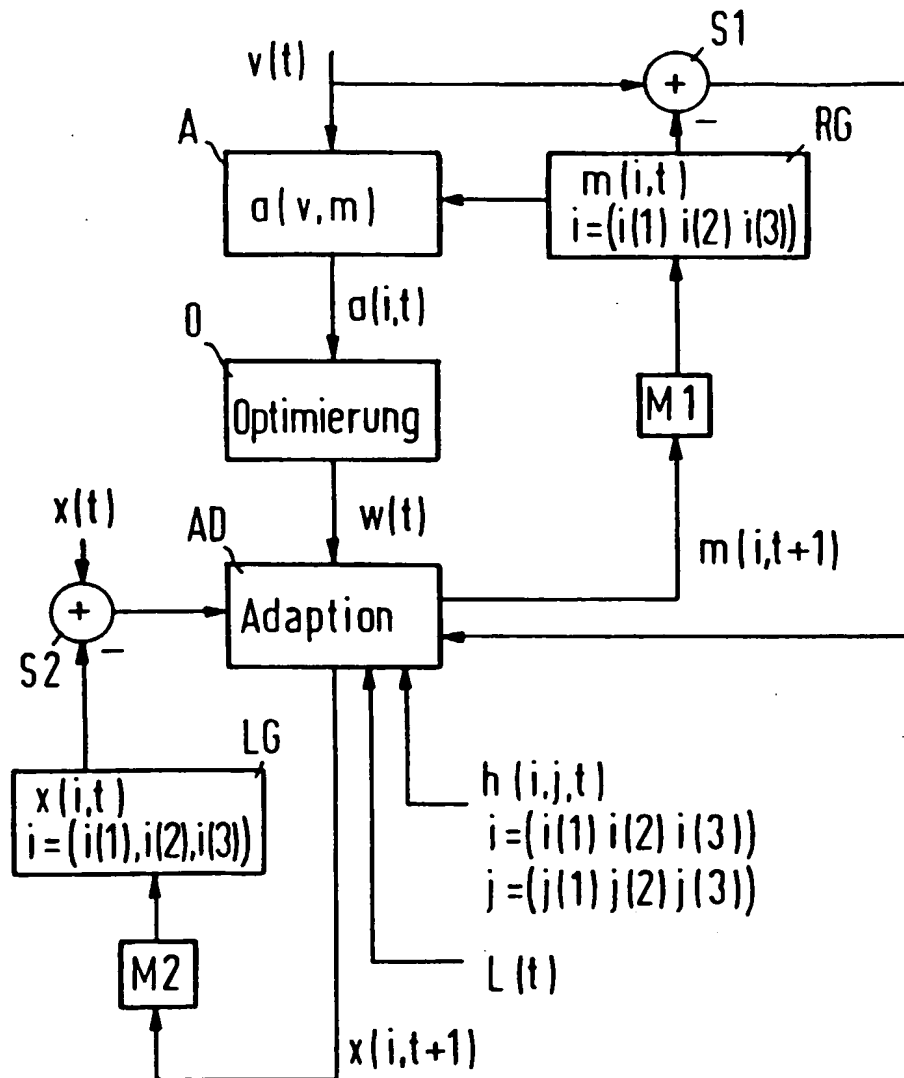 S1
v(t)
+
−
RG
A
m(i,t)
i=(i(1) i(2) i(3))
a(v,m)
a(i,t)
O
M1
Optimierung
x(t)
w(t)
AD
m(i,t+1)
+
Adaption
S2
−
LG
x(i,t)
i=(i(1),i(2),i(3))
h(i,j,t)
i=(i(1) i(2) i(3))
j=(j(1) j(2) j(3))
M2
L(t)
x(i,t+1)